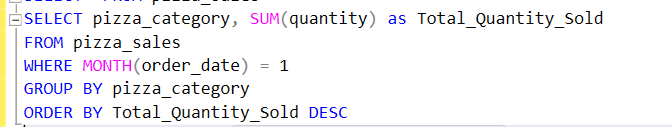 SELECT pizza_category, SUM(quantity) as Total_Quantity_Sold
FROM pizza_sales
WHERE MONTH(order_date) = 1
GROUP BY pizza_category
ORDER BY Total_Quantity_Sold DESC